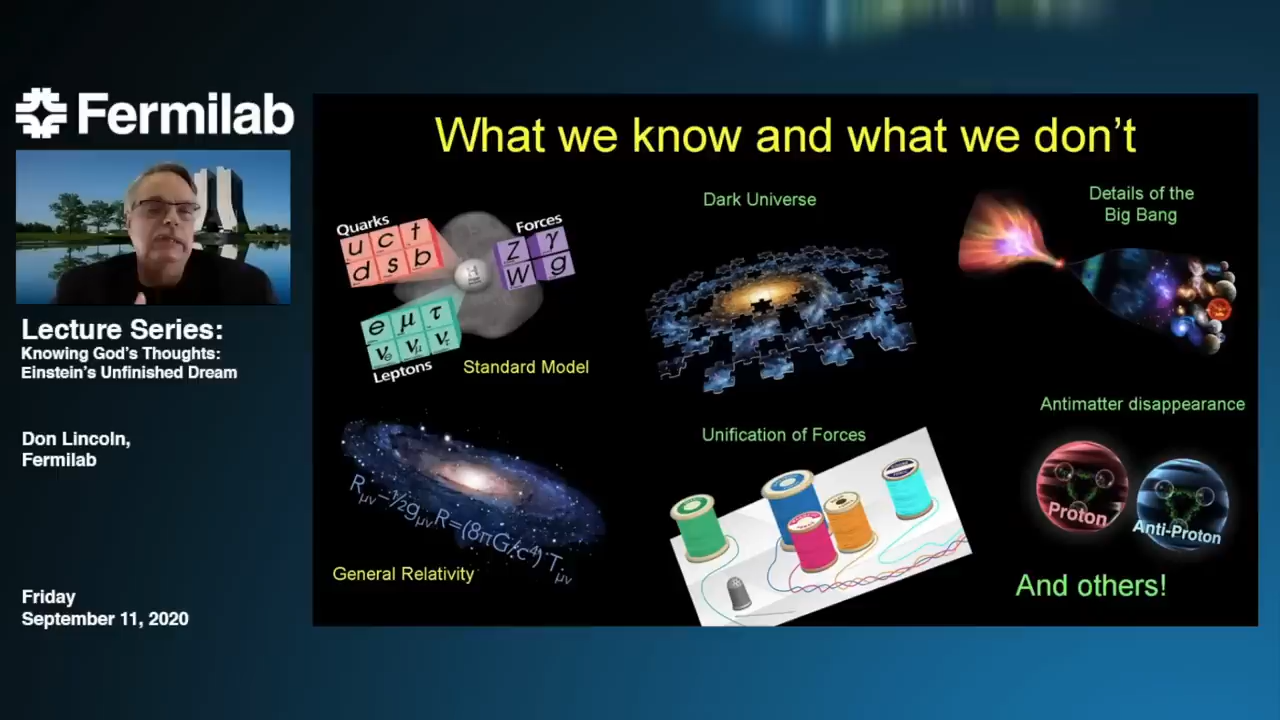 Fermilab
Lecture Series:
Knowing God's Thoughts:
Einstein's Unfinished Dream
Don Lincoln,
Fermilab
Friday
September 11, 2020
What we know and what we don't
Quarks
u c t
d s b
Forces
Z γ
W g
H
e μ τ
νe νμ ντ
Leptons
Standard Model
Rμν-½gμνR=(8πG/c⁴)Tμν
General Relativity
Dark Universe
Unification of Forces
Details of the
Big Bang
Antimatter disappearance
Proton
Anti-Proton
And others!